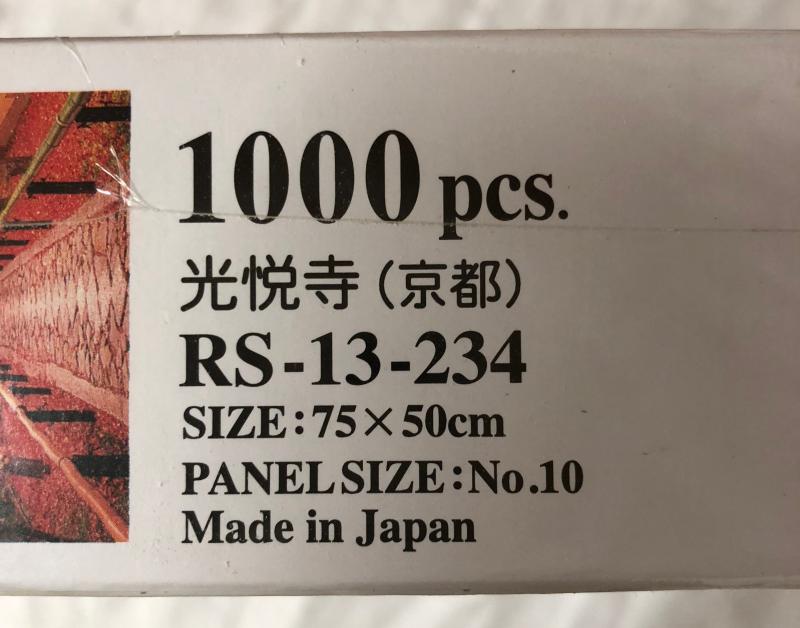 1000 pcs.
光悦寺（京都）
RS-13-234
SIZE:75×50cm
PANEL SIZE:No.10
Made in Japan